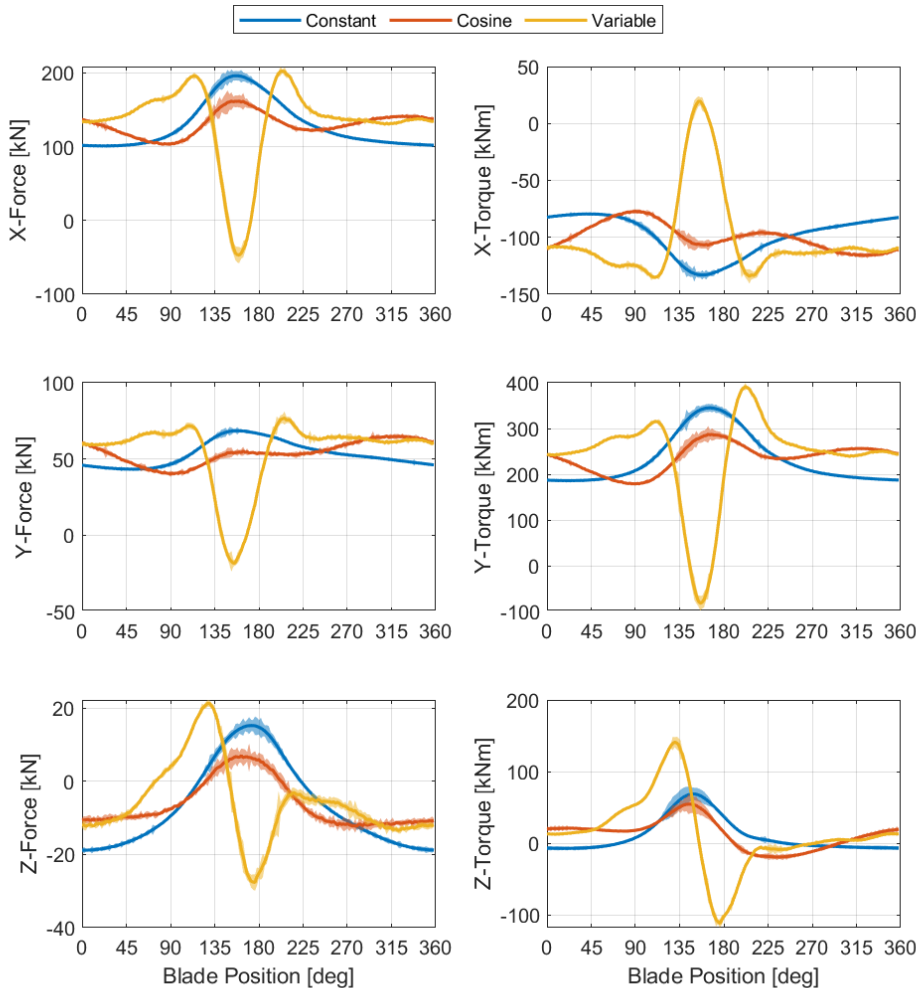 Constant Cosine Variable
X-Force [kN]
200
100
0
-100
0 45 90 135 180 225 270 315 360
X-Torque [kNm]
50
0
-50
-100
-150
0 45 90 135 180 225 270 315 360
Y-Force [kN]
100
50
0
-50
0 45 90 135 180 225 270 315 360
Y-Torque [kNm]
400
300
200
100
0
-100
0 45 90 135 180 225 270 315 360
Z-Force [kN]
20
0
-20
-40
0 45 90 135 180 225 270 315 360
Blade Position [deg]
Z-Torque [kNm]
200
100
0
-100
0 45 90 135 180 225 270 315 360
Blade Position [deg]